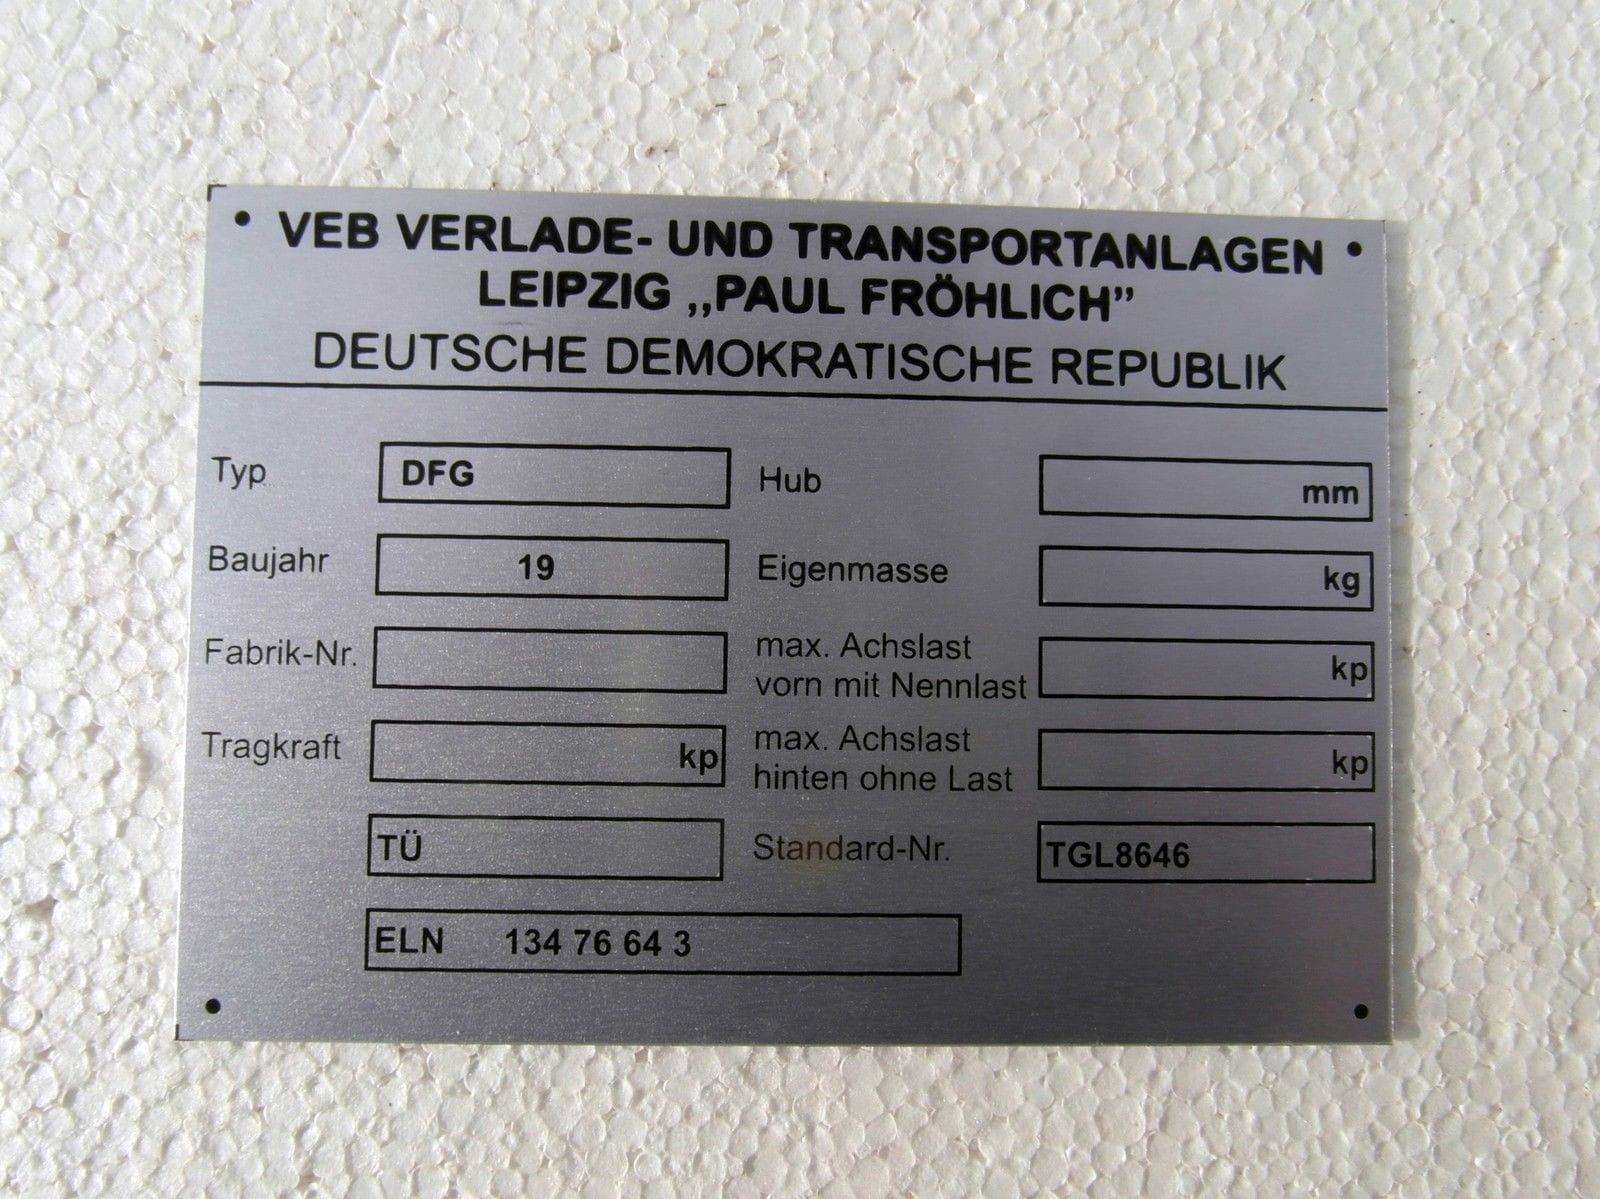 VEB VERLADE- UND TRANSPORTANLAGEN
LEIPZIG „PAUL FRÖHLICH”
DEUTSCHE DEMOKRATISCHE REPUBLIK
Typ DFG Hub mm
Baujahr 19 Eigenmasse kg
Fabrik-Nr. max. Achslast
vorn mit Nennlast kp
Tragkraft kp max. Achslast
hinten ohne Last kp
TÜ Standard-Nr. TGL8646
ELN 134 76 64 3